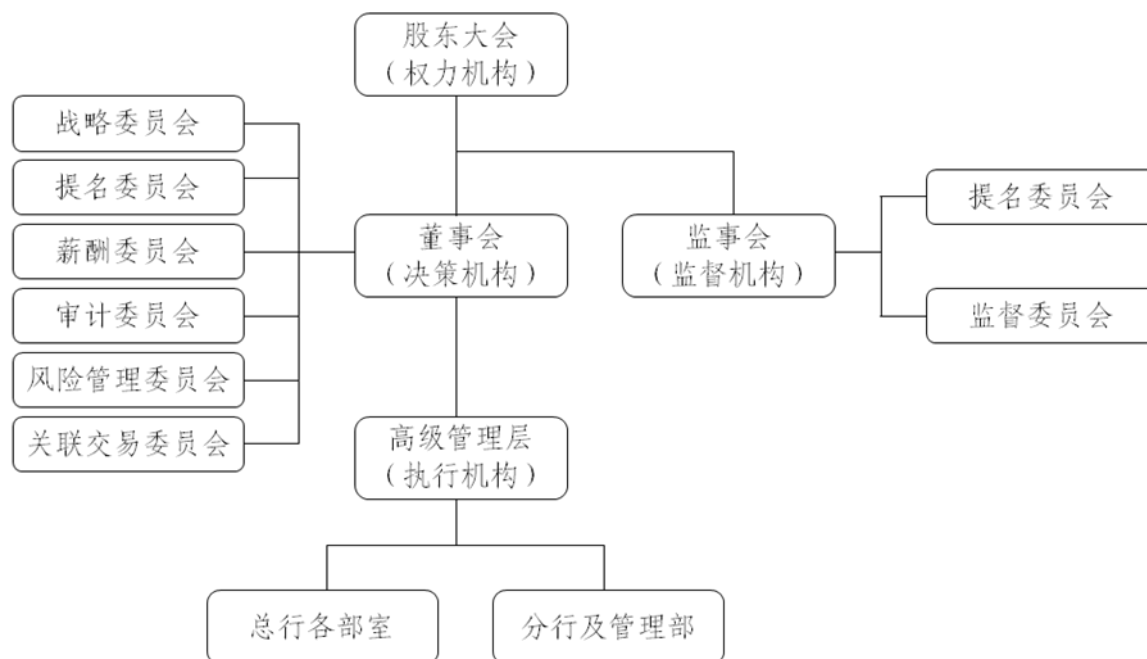 股东大会
（权力机构）
战略委员会
提名委员会
薪酬委员会
审计委员会
风险管理委员会
关联交易委员会
董事会
（决策机构）
监事会
（监督机构）
提名委员会
监督委员会
高级管理层
（执行机构）
总行各部室
分行及管理部